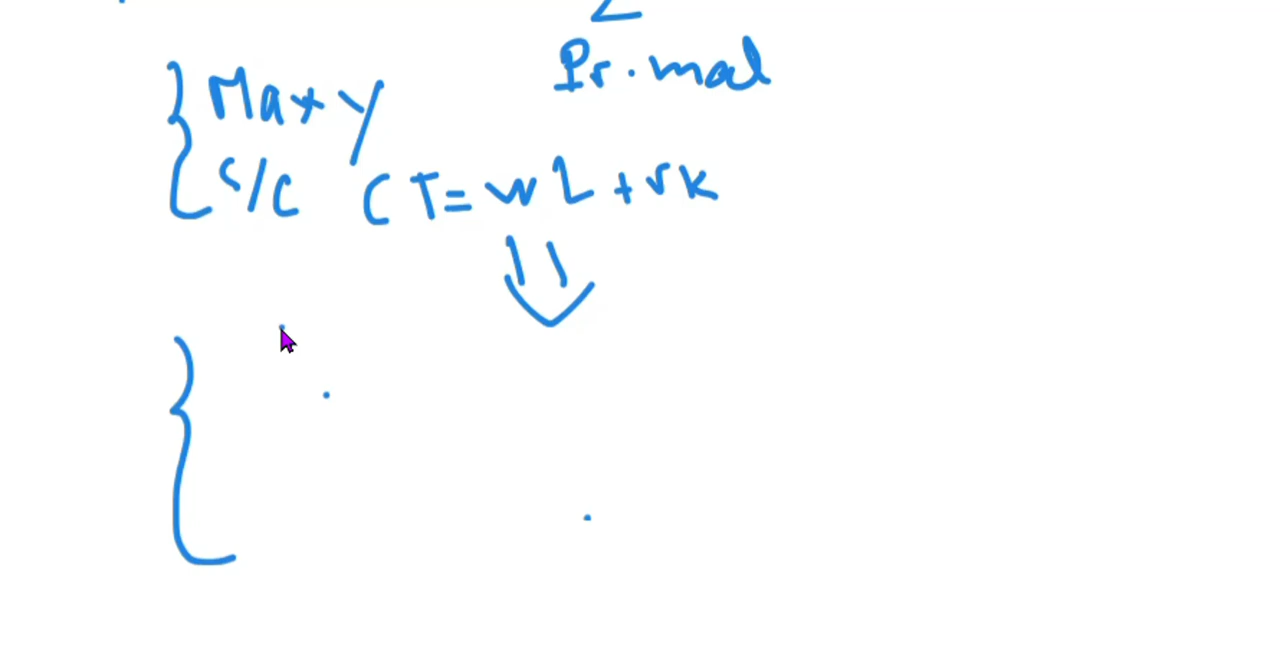 Primal
{ Max y
S/C CT = wL + rK